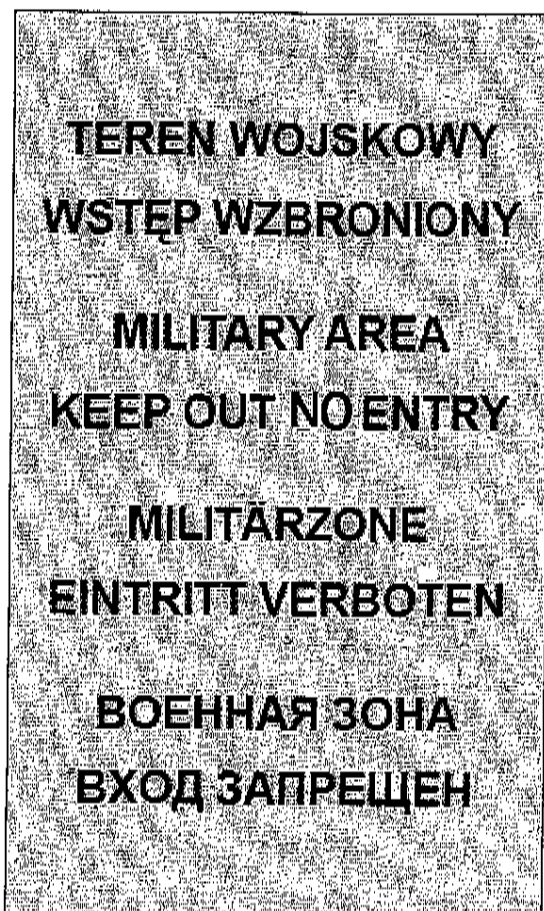 TEREN WOJSKOWY
WSTĘP WZBRONIONY
MILITARY AREA
KEEP OUT NO ENTRY
MILITÄRZONE
EINTRITT VERBOTEN
ВОЕННАЯ ЗОНА
ВХОД ЗАПРЕЩЕН